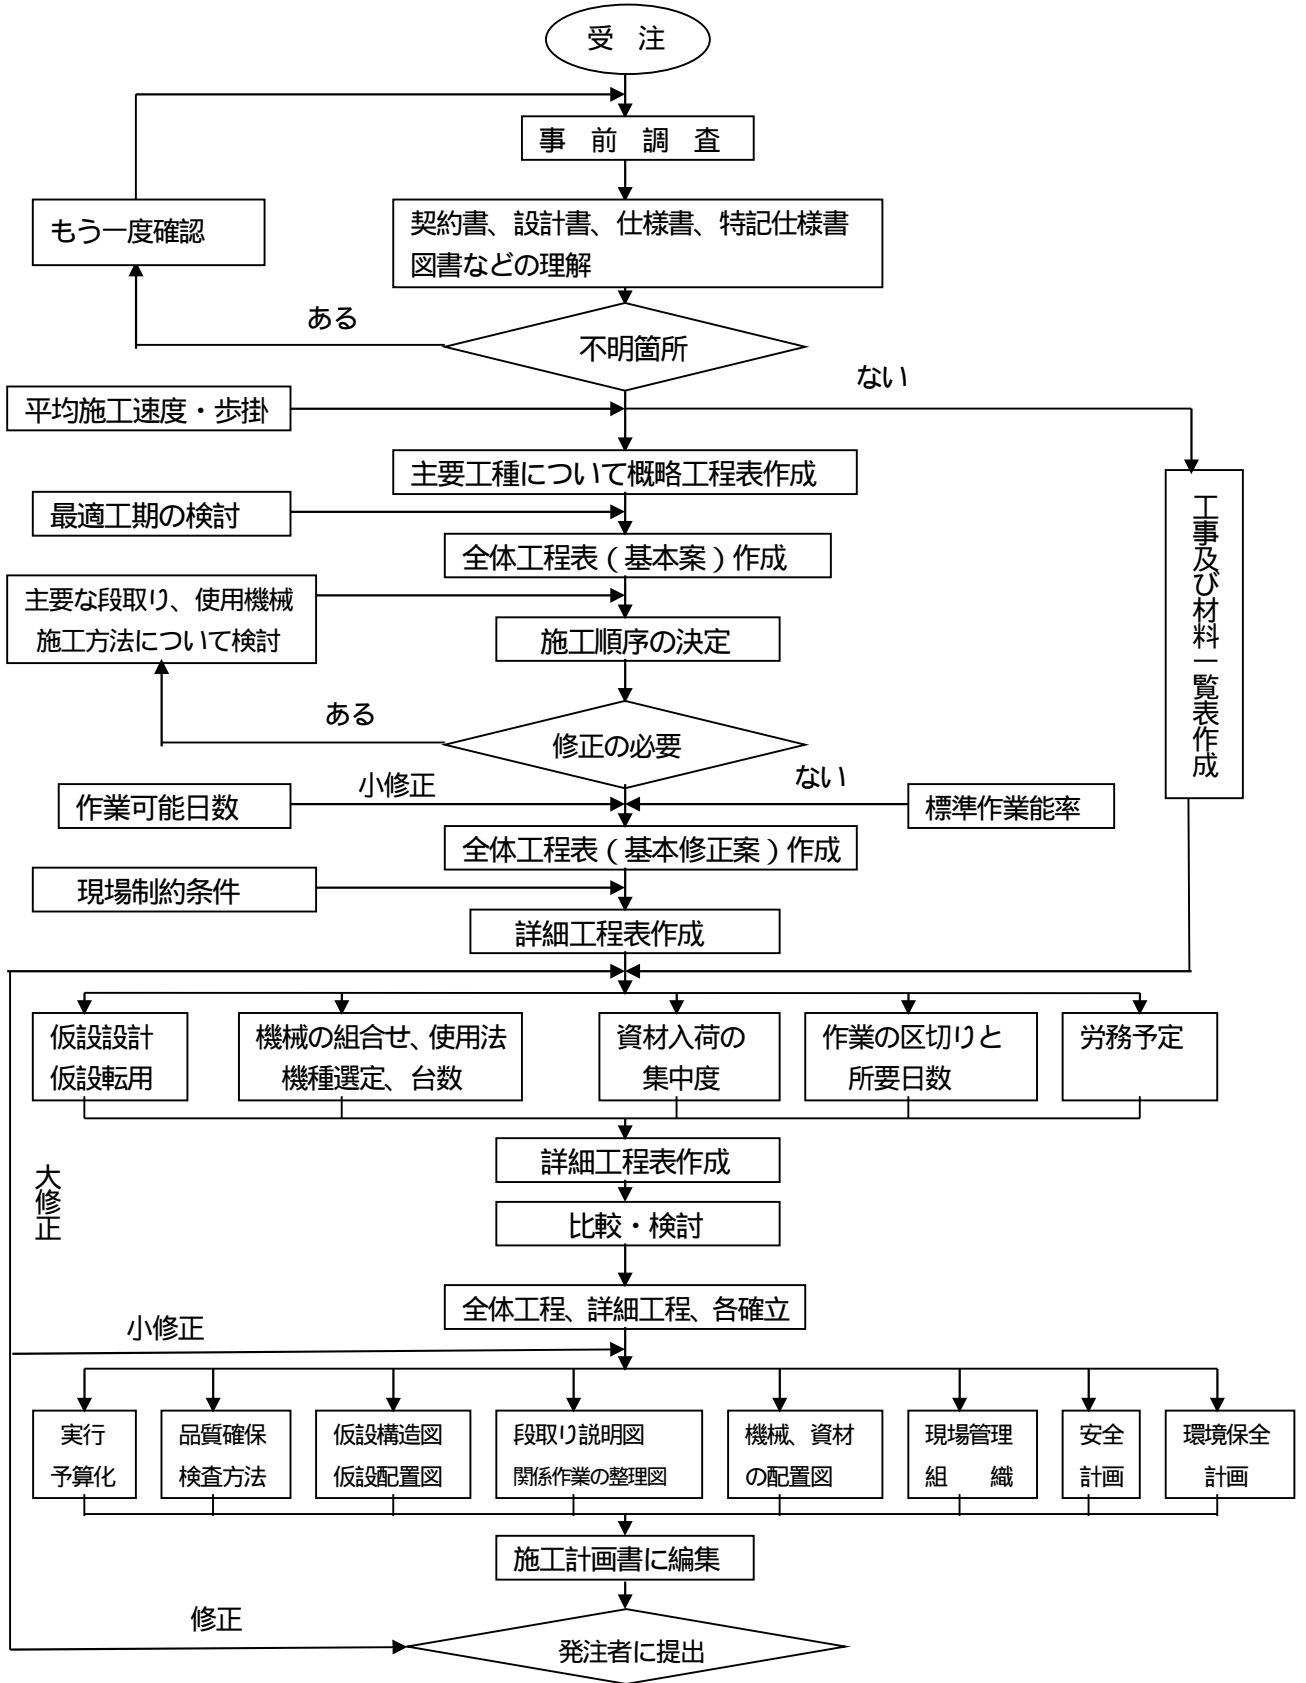 受　注
事　前　調　査
もう一度確認
契約書、設計書、仕様書、特記仕様書
図書などの理解
ある
不明箇所
ない
平均施工速度・歩掛
主要工種について概略工程表作成
最適工期の検討
全体工程表（基本案）作成
主要な段取り、使用機械
施工方法について検討
施工順序の決定
工事及び材料一覧表作成
ある
修正の必要
小修正
ない
作業可能日数
標準作業能率
全体工程表（基本修正案）作成
現場制約条件
詳細工程表作成
仮設設計
仮設転用
機械の組合せ、使用法
機種選定、台数
資材入荷の
集中度
作業の区切りと
所要日数
労務予定
詳細工程表作成
大修正
比較・検討
全体工程、詳細工程、各確立
小修正
実行
予算化
品質確保
検査方法
仮設構造図
仮設配置図
段取り説明図
関係作業の整理図
機械、資材
の配置図
現場管理
組　織
安全
計画
環境保全
計画
施工計画書に編集
修正
発注者に提出